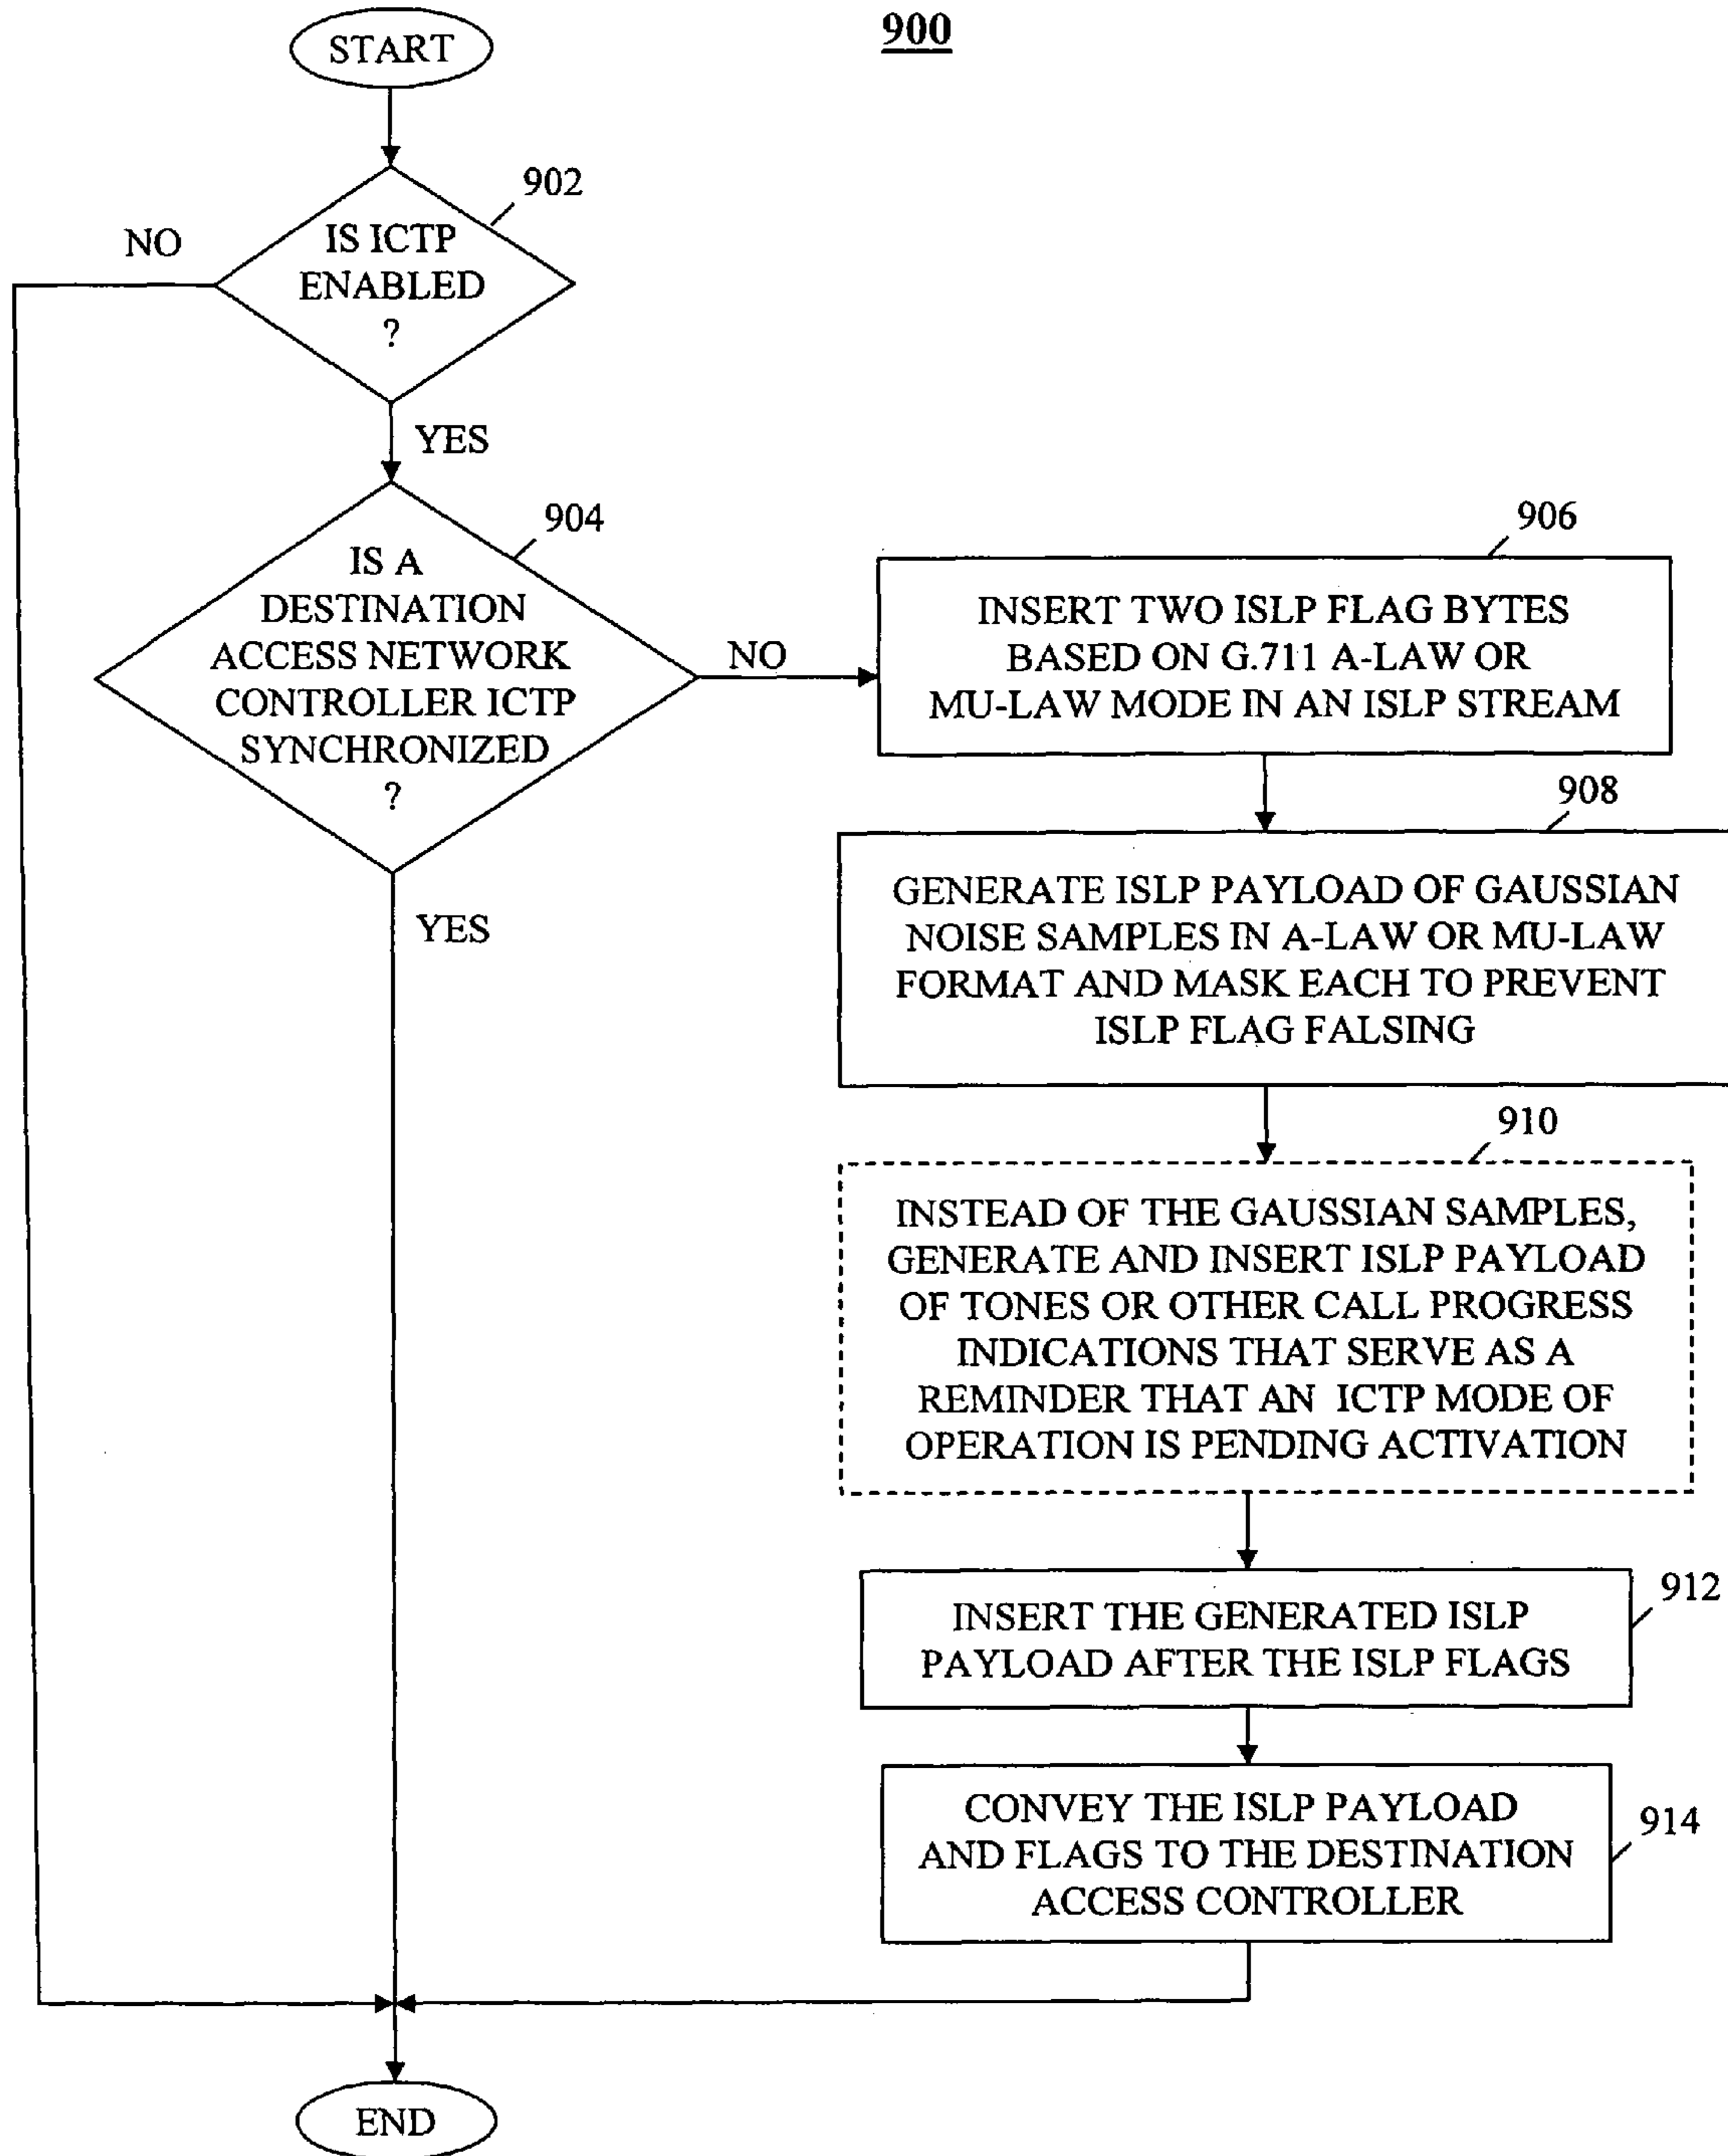 900
START
902
IS ICTP
ENABLED
?
NO
YES
904
IS A
DESTINATION
ACCESS NETWORK
CONTROLLER ICTP
SYNCHRONIZED
?
NO
YES
906
INSERT TWO ISLP FLAG BYTES
BASED ON G.711 A-LAW OR
MU-LAW MODE IN AN ISLP STREAM
908
GENERATE ISLP PAYLOAD OF GAUSSIAN
NOISE SAMPLES IN A-LAW OR MU-LAW
FORMAT AND MASK EACH TO PREVENT
ISLP FLAG FALSING
910
INSTEAD OF THE GAUSSIAN SAMPLES,
GENERATE AND INSERT ISLP PAYLOAD
OF TONES OR OTHER CALL PROGRESS
INDICATIONS THAT SERVE AS A
REMINDER THAT AN ICTP MODE OF
OPERATION IS PENDING ACTIVATION
912
INSERT THE GENERATED ISLP
PAYLOAD AFTER THE ISLP FLAGS
914
CONVEY THE ISLP PAYLOAD
AND FLAGS TO THE DESTINATION
ACCESS CONTROLLER
END